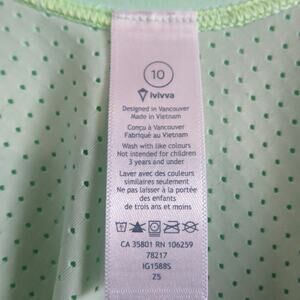 10
ivivva
Designed in Vancouver
Made in Vietnam
Conçu à Vancouver
Fabriqué au Vietnam
Wash with like colours
Not intended for children
3 years and under
Laver avec des couleurs
similaires seulement
Ne pas laisser à portée
des enfants
de trois ans et moins
CA 35801 RN 106259
78217
IG1588S
Z5